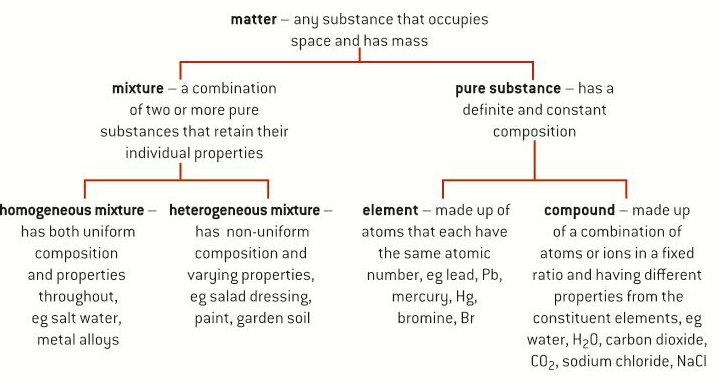 matter – any substance that occupies
space and has mass
mixture – a combination
of two or more pure
substances that retain their
individual properties
pure substance – has a
definite and constant
composition
homogeneous mixture –
has both uniform
composition
and properties
throughout,
eg salt water,
metal alloys
heterogeneous mixture –
has non-uniform
composition and
varying properties,
eg salad dressing,
paint, garden soil
element – made up of
atoms that each have
the same atomic
number, eg lead, Pb,
mercury, Hg,
bromine, Br
compound – made up
of a combination of
atoms or ions in a fixed
ratio and having different
properties from the
constituent elements, eg
water, H₂O, carbon dioxide,
CO₂, sodium chloride, NaCl